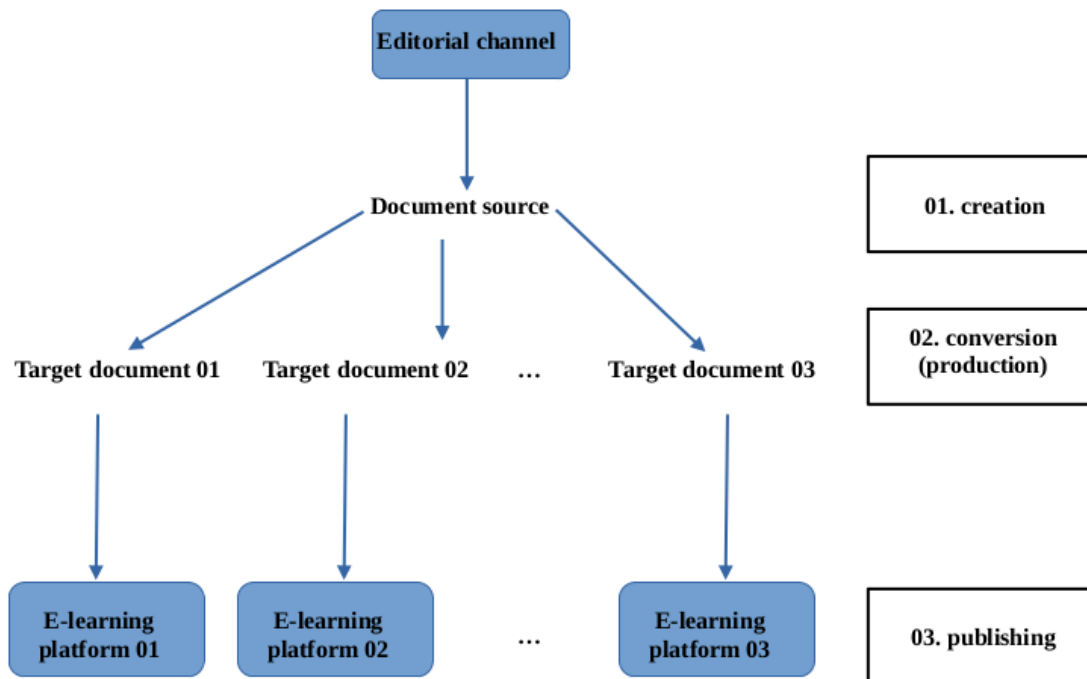 Editorial channel
Document source
01. creation
Target document 01
Target document 02
...
Target document 03
02. conversion
(production)
E-learning
platform 01
E-learning
platform 02
...
E-learning
platform 03
03. publishing